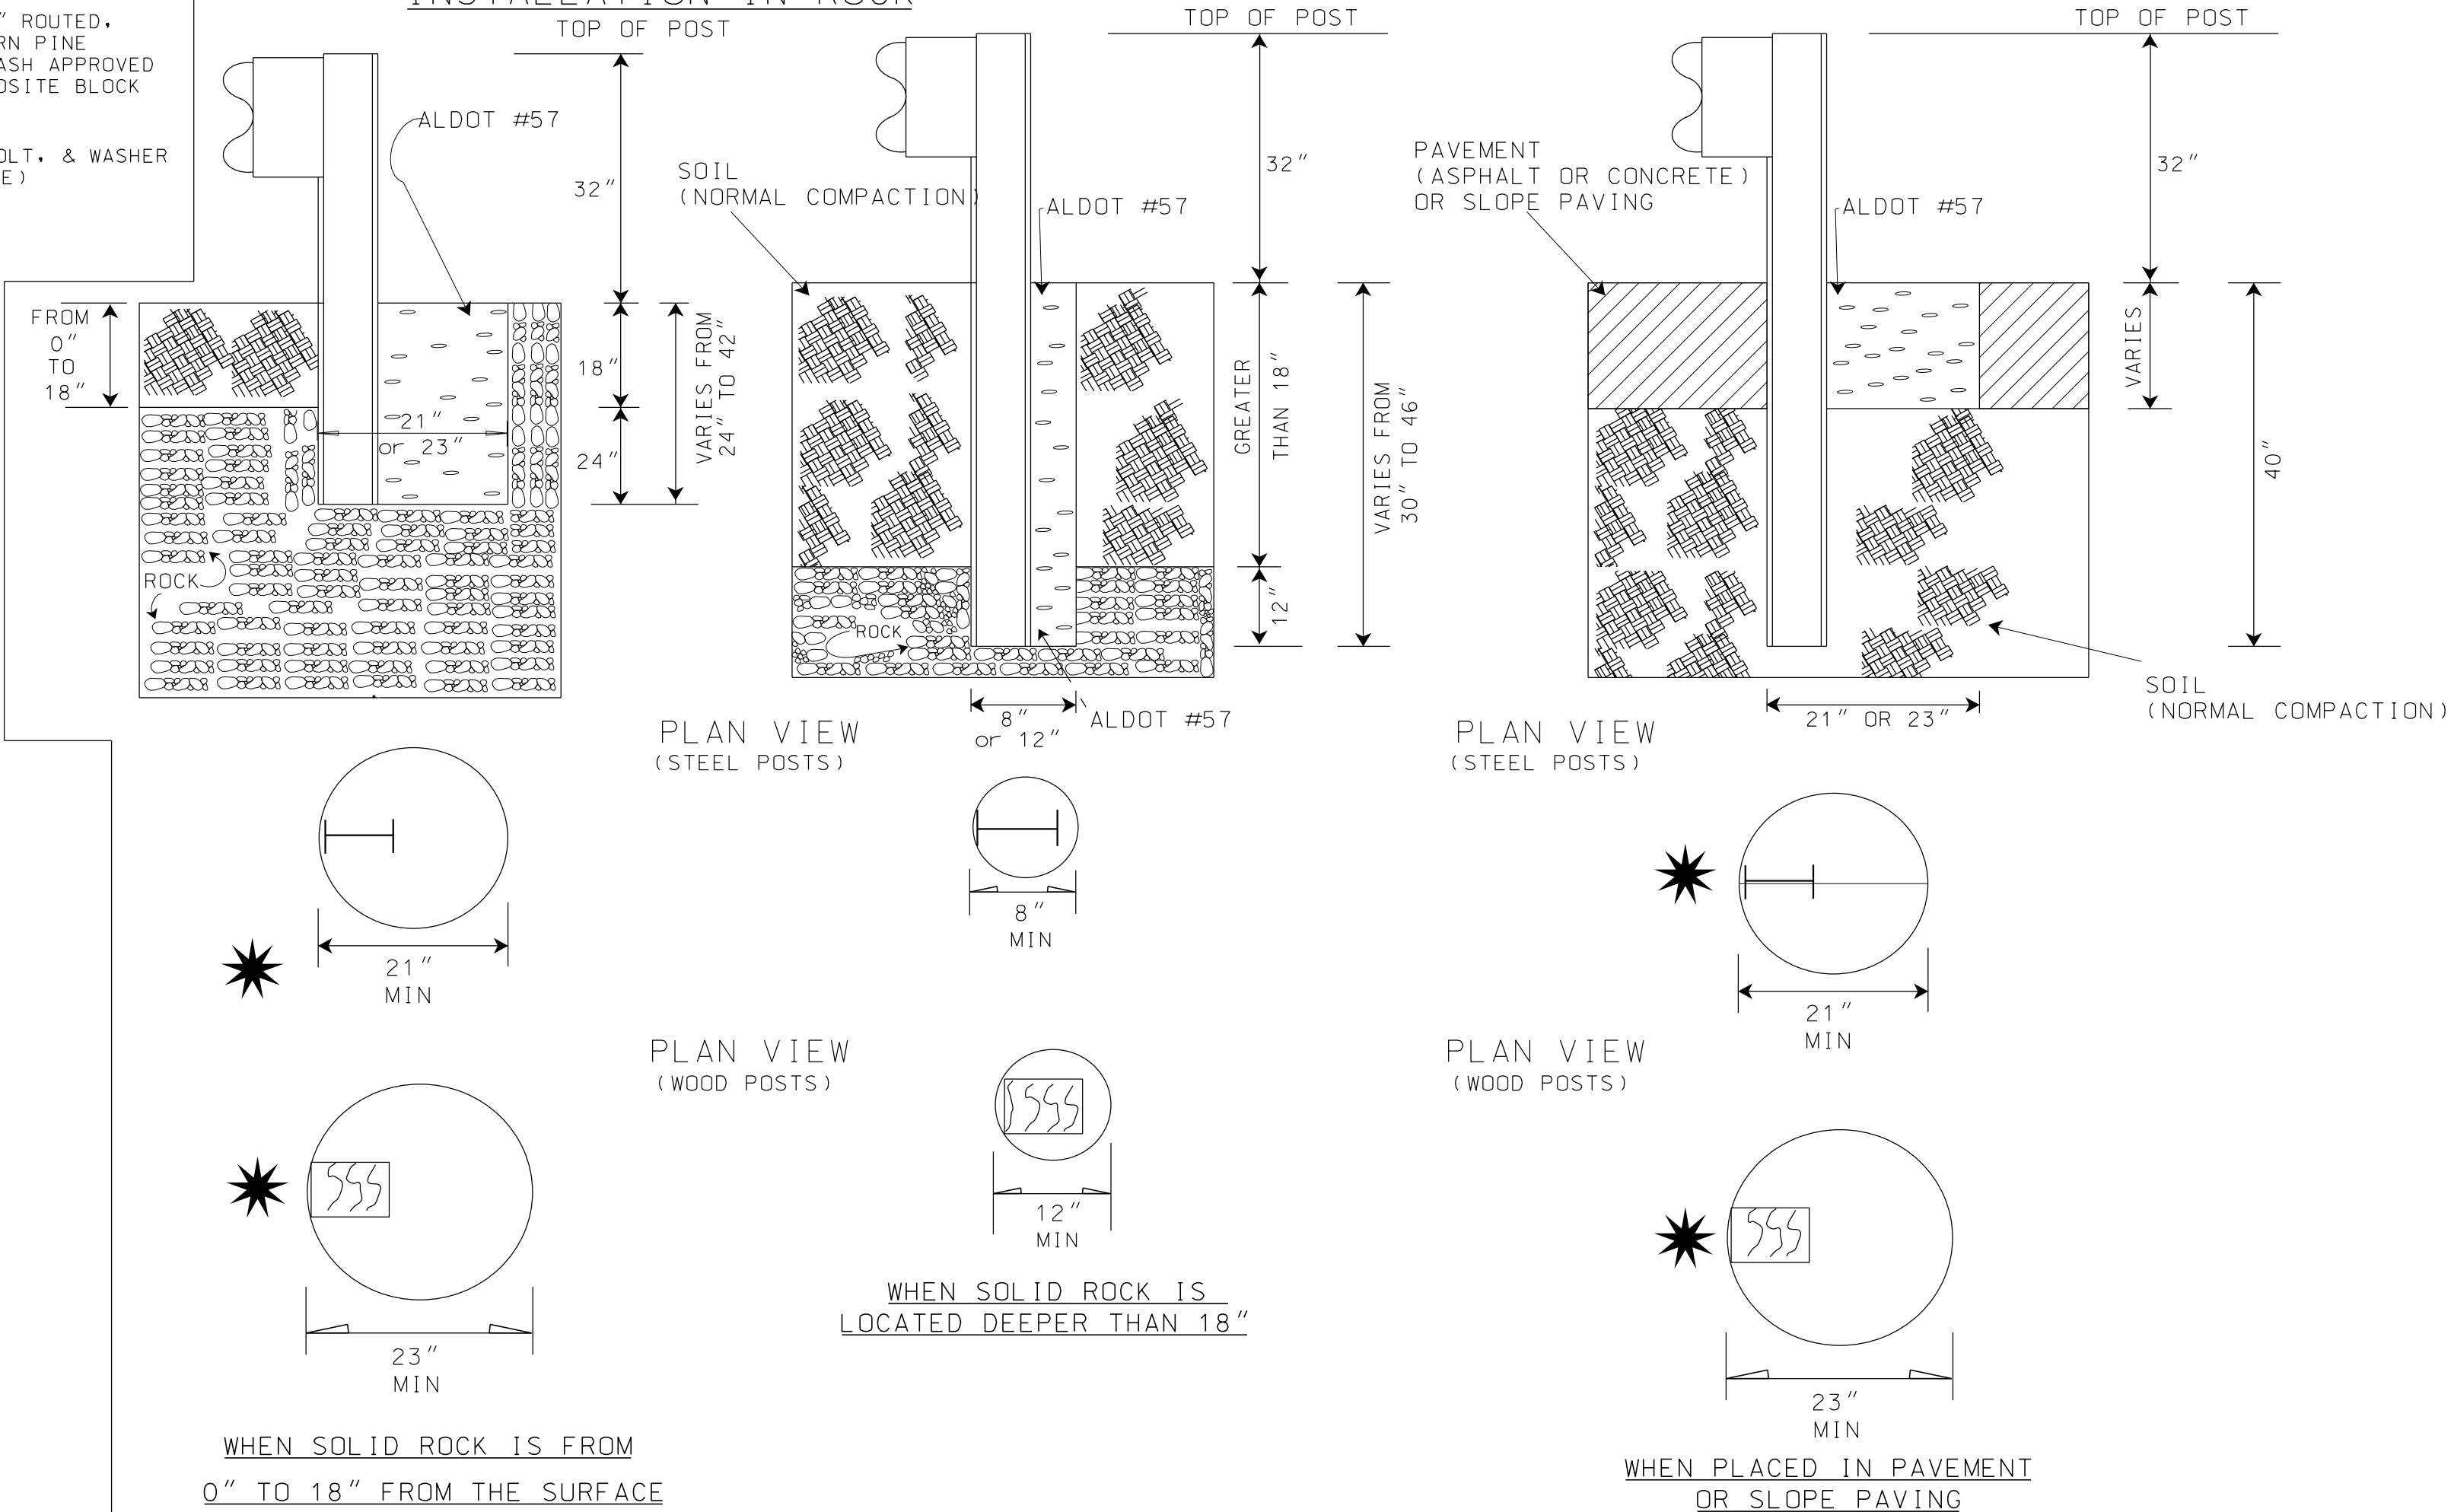 INSTALLATION IN ROCK
" ROUTED,
RN PINE
ASH APPROVED
OSITE BLOCK
OLT, & WASHER
E)
TOP OF POST
ALDOT #57
32"
FROM
0"
TO
18"
18"
24"
VARIES FROM
24" TO 42"
21"
or 23"
ROCK
21"
MIN
23"
MIN
WHEN SOLID ROCK IS FROM
0" TO 18" FROM THE SURFACE
TOP OF POST
SOIL
(NORMAL COMPACTION)
ALDOT #57
32"
GREATER
THAN 18"
VARIES FROM
30" TO 46"
12"
ROCK
8"
or 12"
ALDOT #57
PLAN VIEW
(STEEL POSTS)
8"
MIN
PLAN VIEW
(WOOD POSTS)
12"
MIN
WHEN SOLID ROCK IS
LOCATED DEEPER THAN 18"
TOP OF POST
PAVEMENT
(ASPHALT OR CONCRETE)
OR SLOPE PAVING
ALDOT #57
32"
VARIES
40"
SOIL
(NORMAL COMPACTION)
21" OR 23"
PLAN VIEW
(STEEL POSTS)
21"
MIN
PLAN VIEW
(WOOD POSTS)
23"
MIN
WHEN PLACED IN PAVEMENT
OR SLOPE PAVING